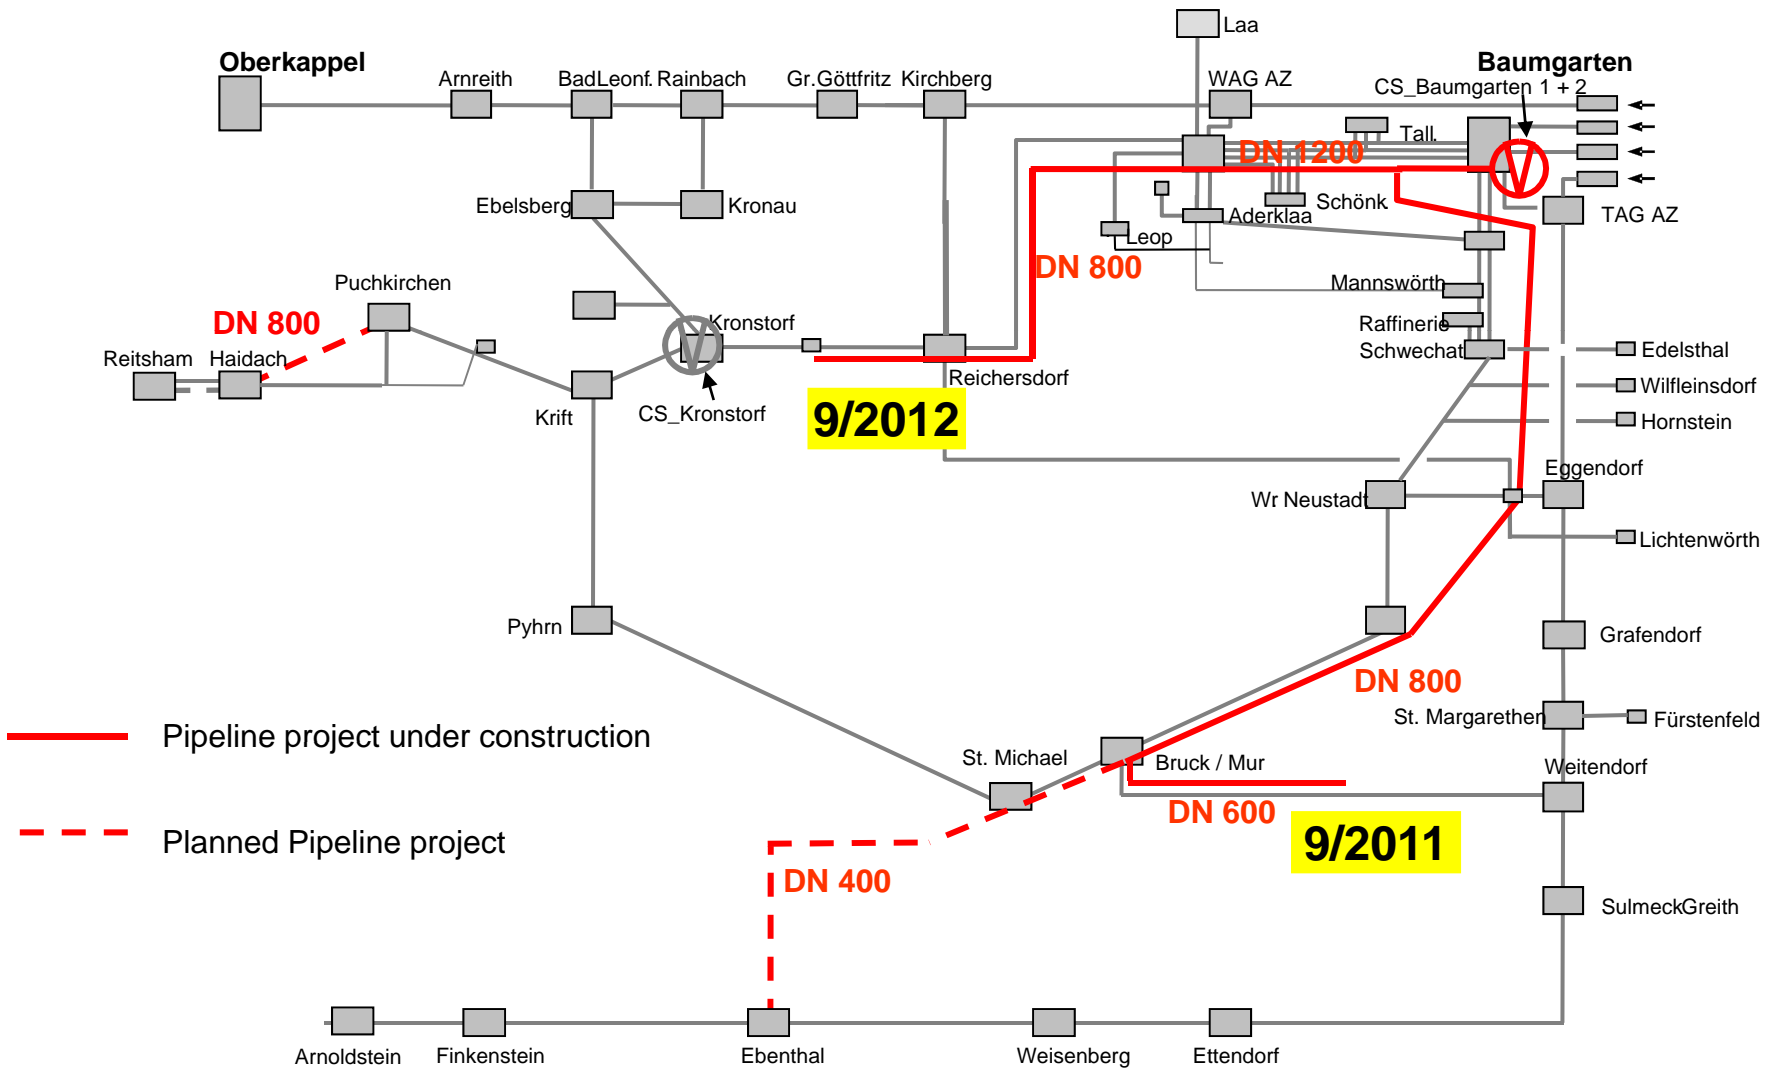 Laa
Oberkappel
Baumgarten
Arnreith
BadLeonf.
Rainbach
Gr.Göttfritz
Kirchberg
WAG AZ
CS_Baumgarten 1 + 2
Tall.
DN 1200
Ebelsberg
Kronau
Schönk.
Aderklaa
TAG AZ
Leop
DN 800
Mannswörth
Puchkirchen
DN 800
Kronstorf
Raffinerie
Reitsham
Haidach
Schwechat
Edelsthal
Reichersdorf
Wilfleinsdorf
Krift
CS_Kronstorf
9/2012
Hornstein
Eggendorf
Wr. Neustadt
Lichtenwörth
Pyhrn
Grafendorf
DN 800
St. Margarethen
Fürstenfeld
Pipeline project under construction
St. Michael
Bruck / Mur
Weitendorf
DN 600
Planned Pipeline project
9/2011
DN 400
SulmeckGreith
Arnoldstein
Finkenstein
Ebenthal
Weisenberg
Ettendorf